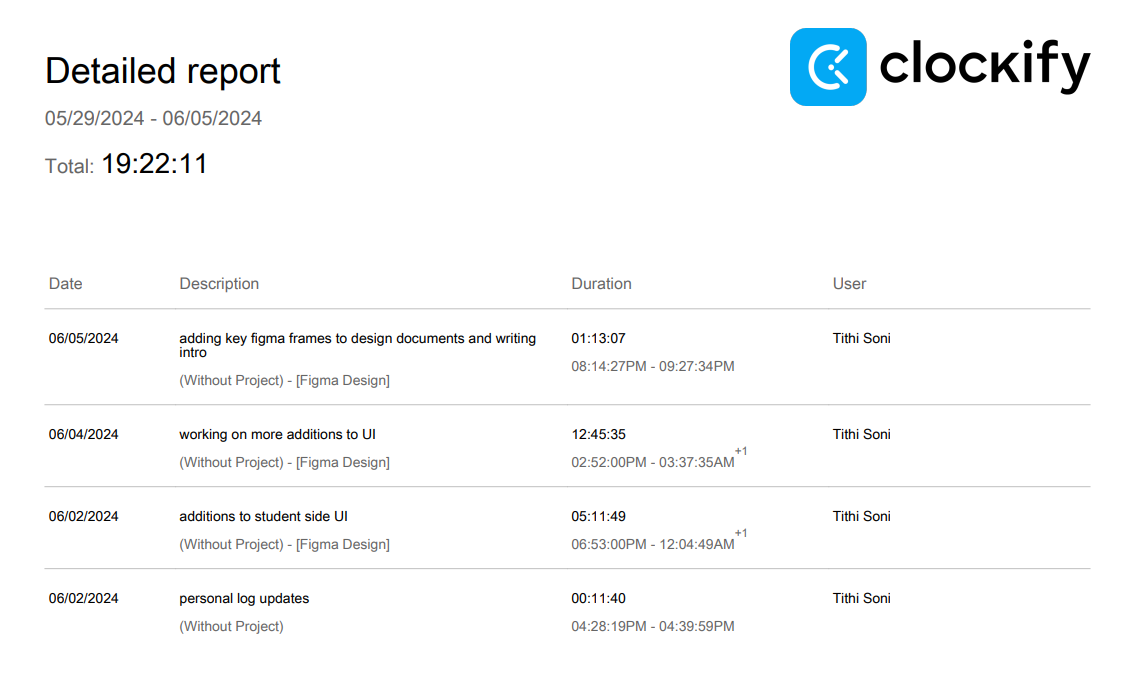 Detailed report
clockify
05/29/2024 - 06/05/2024
Total: 19:22:11
Date Description Duration User
06/05/2024 adding key figma frames to design documents and writing 01:13:07 Tithi Soni
intro
08:14:27PM - 09:27:34PM
(Without Project) - [Figma Design]
06/04/2024 working on more additions to UI 12:45:35 Tithi Soni
(Without Project) - [Figma Design] 02:52:00PM - 03:37:35AM+1
06/02/2024 additions to student side UI 05:11:49 Tithi Soni
(Without Project) - [Figma Design] 06:53:00PM - 12:04:49AM+1
06/02/2024 personal log updates 00:11:40 Tithi Soni
(Without Project) 04:28:19PM - 04:39:59PM